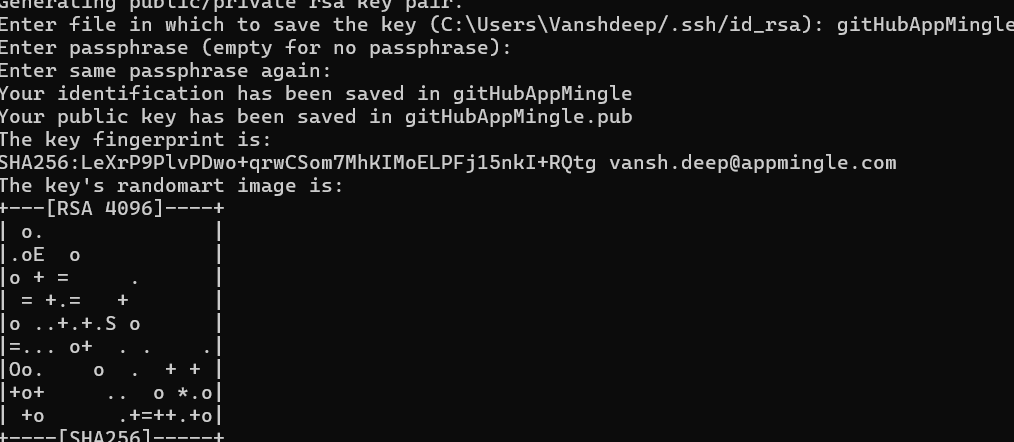 Generating public/private rsa key pair.
Enter file in which to save the key (C:\Users\Vanshdeep/.ssh/id_rsa): gitHubAppMingle
Enter passphrase (empty for no passphrase):
Enter same passphrase again:
Your identification has been saved in gitHubAppMingle
Your public key has been saved in gitHubAppMingle.pub
The key fingerprint is:
SHA256:LeXrP9PlvPDwo+qrwCSom7MhKIMoELPFj15nkI+RQtg vansh.deep@appmingle.com
The key's randomart image is:
+---[RSA 4096]----+
| o.              |
|.oE  o           |
|o + =     .      |
| = +.=   +       |
|o ..+.+.S o      |
|=... o+  . .    .|
|Oo.    o  .  + + |
|+o+     ..  o *.o|
| +o      .+=++.+o|
+----[SHA256]-----+